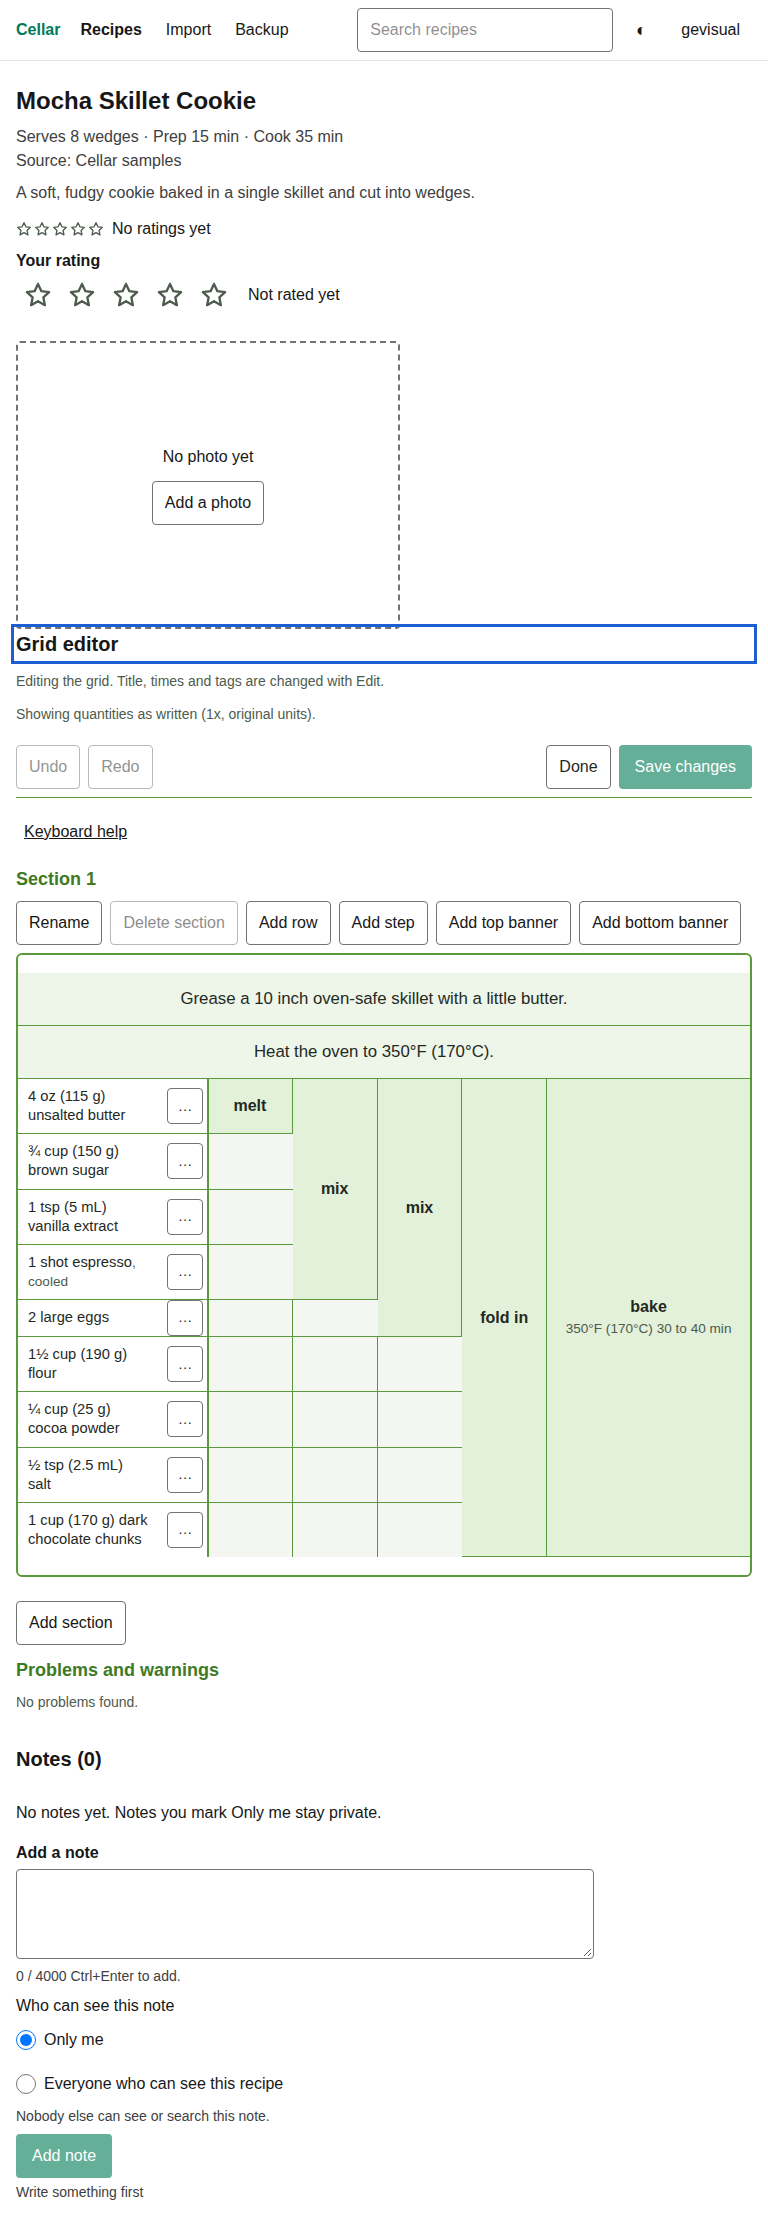 Cellar Recipes Import Backup Search recipes gevisual
Mocha Skillet Cookie
Serves 8 wedges · Prep 15 min · Cook 35 min
Source: Cellar samples
A soft, fudgy cookie baked in a single skillet and cut into wedges.
No ratings yet
Your rating
Not rated yet
No photo yet
Add a photo
Grid editor
Editing the grid. Title, times and tags are changed with Edit.
Showing quantities as written (1x, original units).
Undo Redo Done Save changes
Keyboard help
Section 1
Rename Delete section Add row Add step Add top banner Add bottom banner
Grease a 10 inch oven-safe skillet with a little butter.
Heat the oven to 350°F (170°C).
4 oz (115 g)
unsalted butter
...
melt
¾ cup (150 g)
brown sugar
...
mix
1 tsp (5 mL)
vanilla extract
...
mix
1 shot espresso,
cooled
...
2 large eggs
...
fold in
bake
350°F (170°C) 30 to 40 min
1½ cup (190 g)
flour
...
¼ cup (25 g)
cocoa powder
...
½ tsp (2.5 mL)
salt
...
1 cup (170 g) dark
chocolate chunks
...
Add section
Problems and warnings
No problems found.
Notes (0)
No notes yet. Notes you mark Only me stay private.
Add a note
0 / 4000 Ctrl+Enter to add.
Who can see this note
Only me
Everyone who can see this recipe
Nobody else can see or search this note.
Add note
Write something first